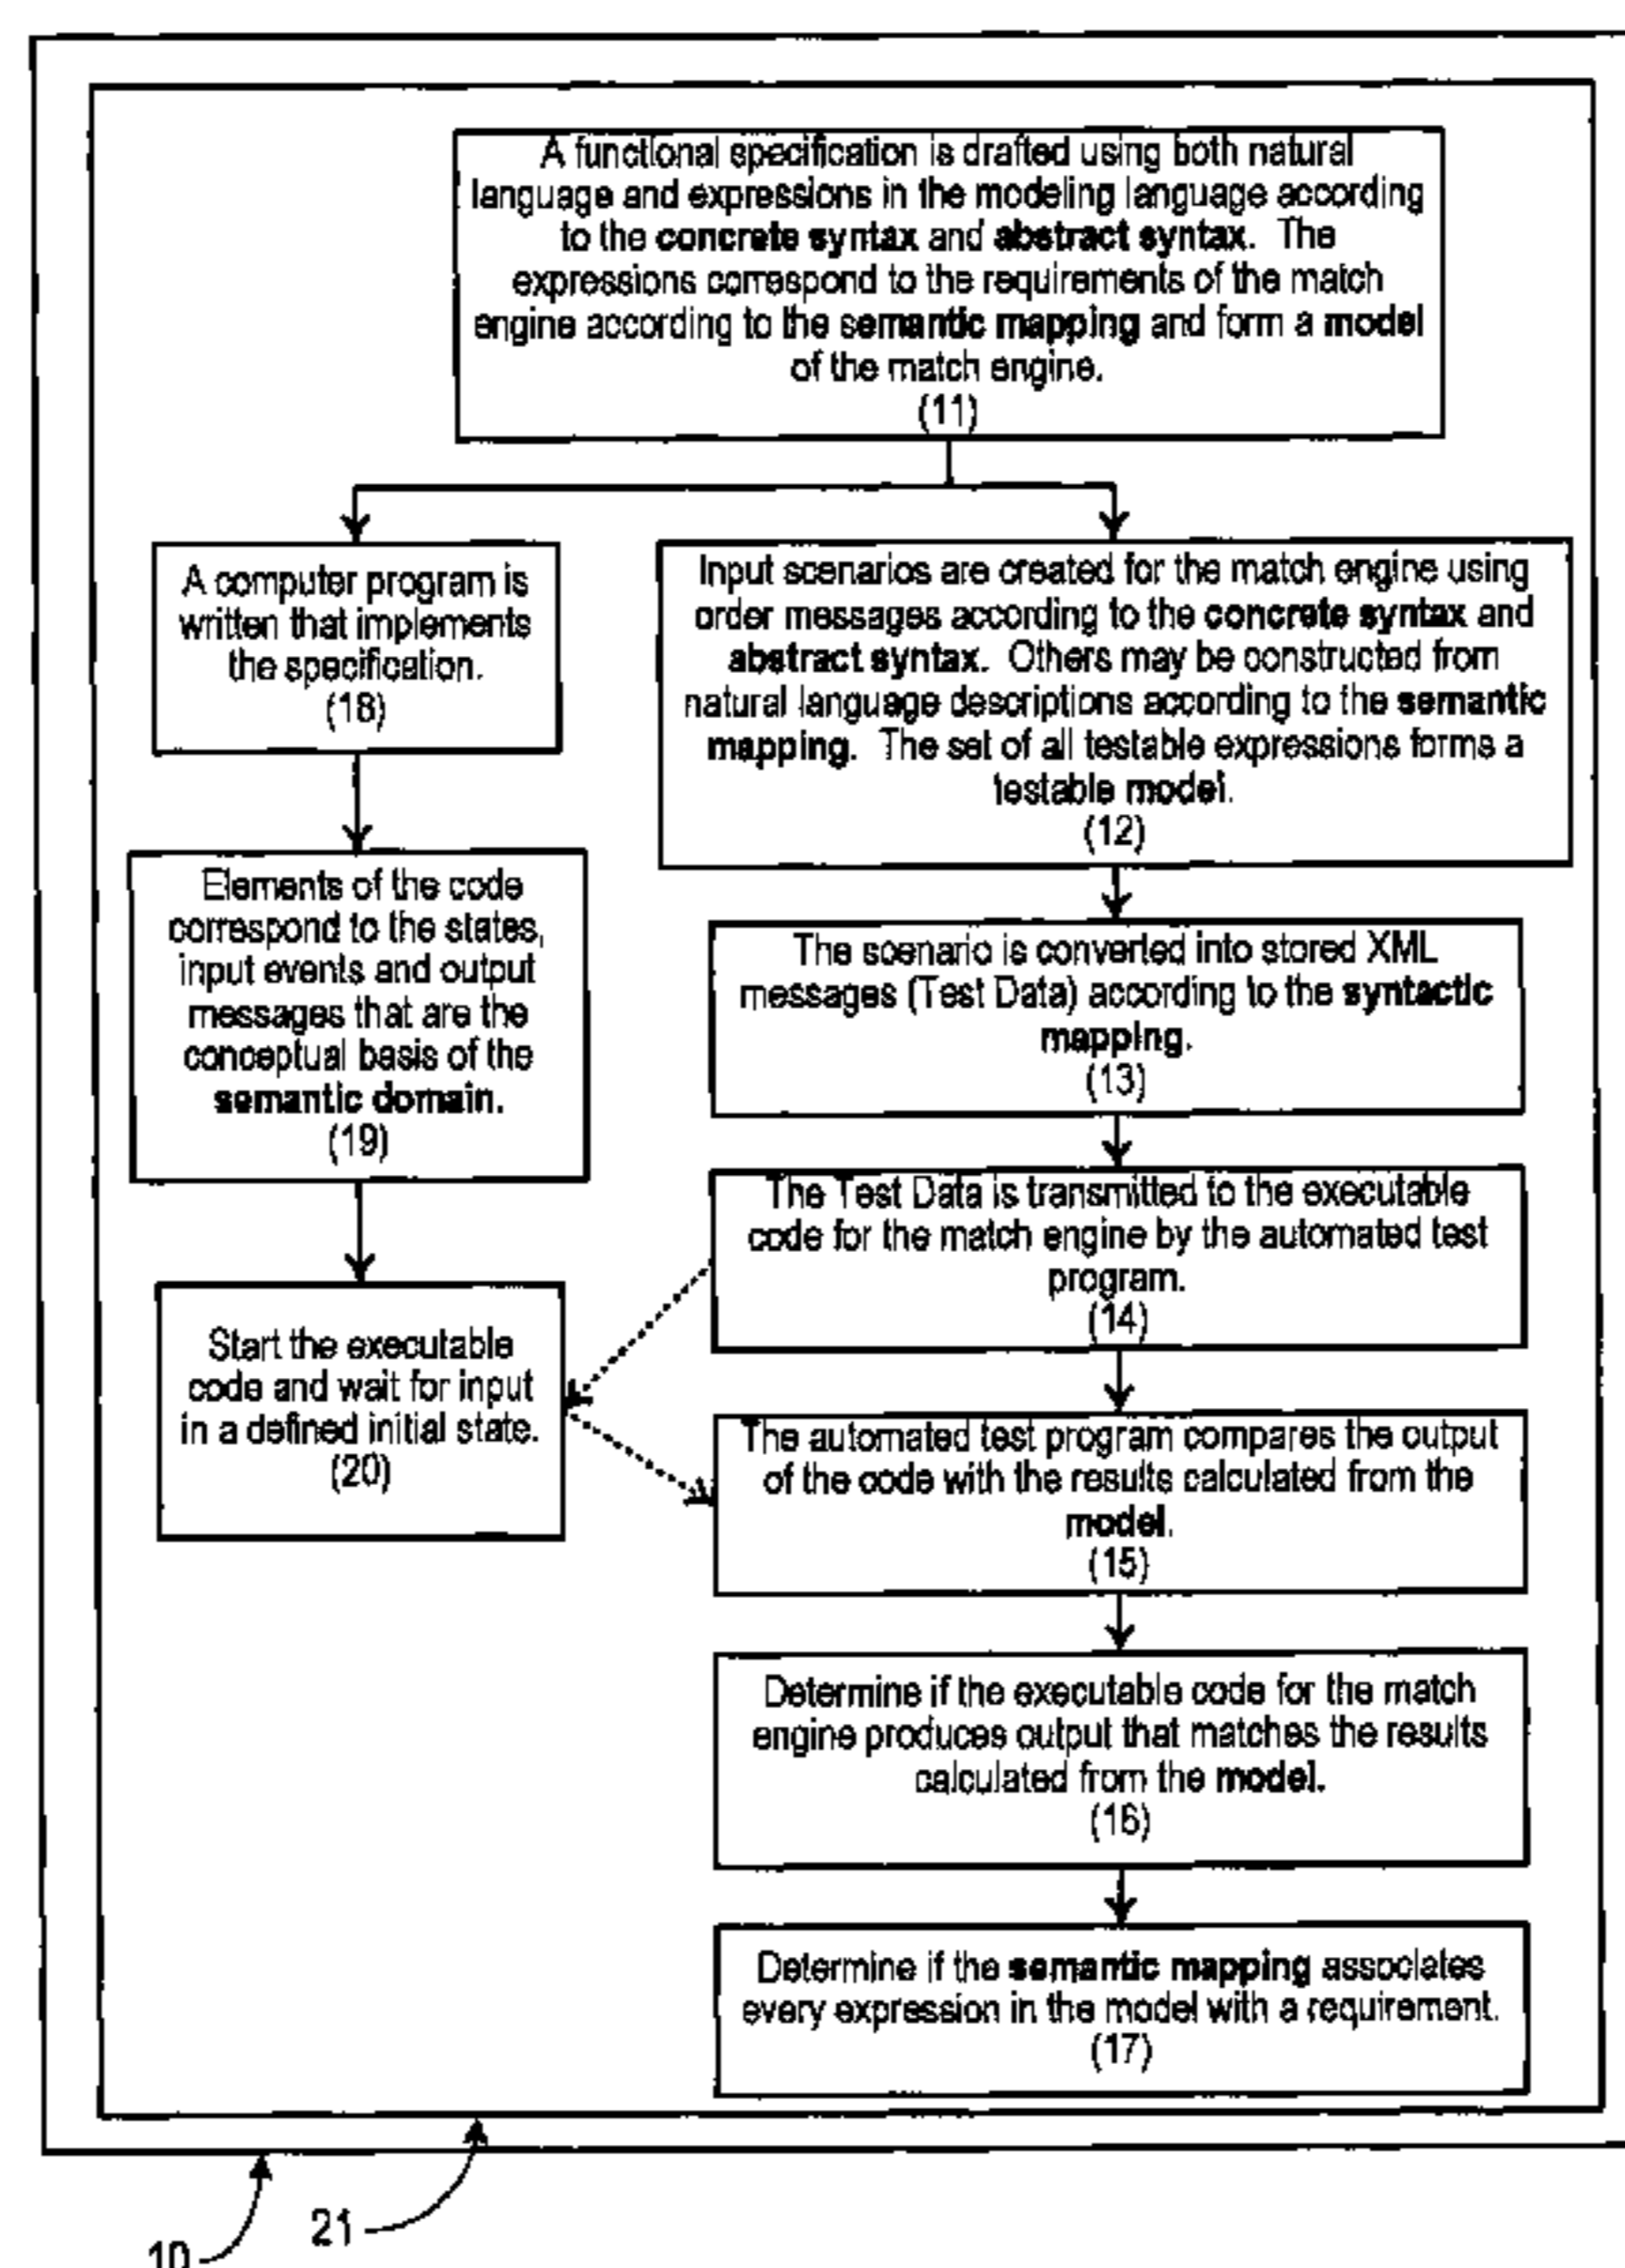 A functional specification is drafted using both natural
language and expressions in the modeling language according
to the concrete syntax and abstract syntax. The
expressions correspond to the requirements of the match
engine according to the semantic mapping and form a model
of the match engine.
(11)
A computer program is
written that implements
the specification.
(18)
Elements of the code
correspond to the states,
input events and output
messages that are the
conceptual basis of the
semantic domain.
(19)
Start the executable
code and wait for input
in a defined initial state.
(20)
Input scenarios are created for the match engine using
order messages according to the concrete syntax and
abstract syntax. Others may be constructed from
natural language descriptions according to the semantic
mapping. The set of all testable expressions forms a
testable model.
(12)
The scenario is converted into stored XML
messages (Test Data) according to the syntactic
mapping.
(13)
The Test Data is transmitted to the executable
code for the match engine by the automated test
program.
(14)
The automated test program compares the output
of the code with the results calculated from the
model.
(15)
Determine if the executable code for the match
engine produces output that matches the results
calculated from the model.
(16)
Determine if the semantic mapping associates
every expression in the model with a requirement.
(17)
21
10